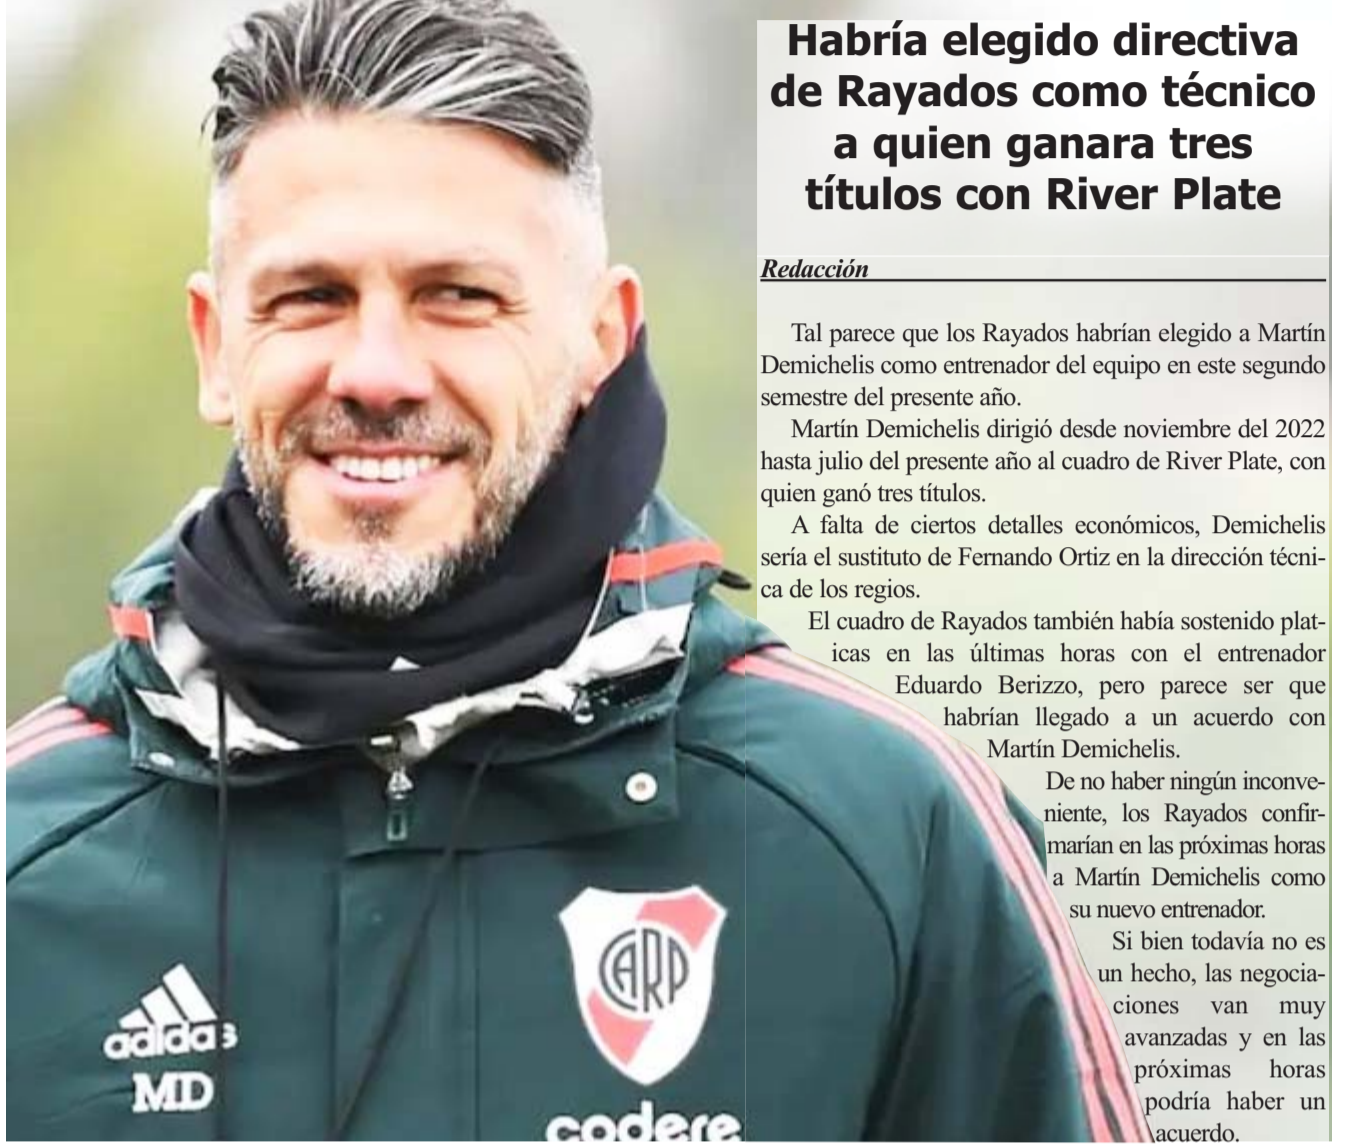 Habría elegido directiva
de Rayados como técnico
a quien ganara tres
títulos con River Plate
Redacción
Tal parece que los Rayados habrían elegido a Martín
Demichelis como entrenador del equipo en este segundo
semestre del presente año.
Martín Demichelis dirigió desde noviembre del 2022
hasta julio del presente año al cuadro de River Plate, con
quien ganó tres títulos.
A falta de ciertos detalles económicos, Demichelis
sería el sustituto de Fernando Ortiz en la dirección técni-
ca de los regios.
El cuadro de Rayados también había sostenido plat-
icas en las últimas horas con el entrenador
Eduardo Berizzo, pero parece ser que
habrían llegado a un acuerdo con
Martín Demichelis.
De no haber ningún inconve-
niente, los Rayados confir-
marían en las próximas horas
a Martín Demichelis como
su nuevo entrenador.
Si bien todavía no es
un hecho, las negocia-
ciones van muy
avanzadas y en las
próximas horas
podría haber un
acuerdo.
adidas
MD
CARP
codere